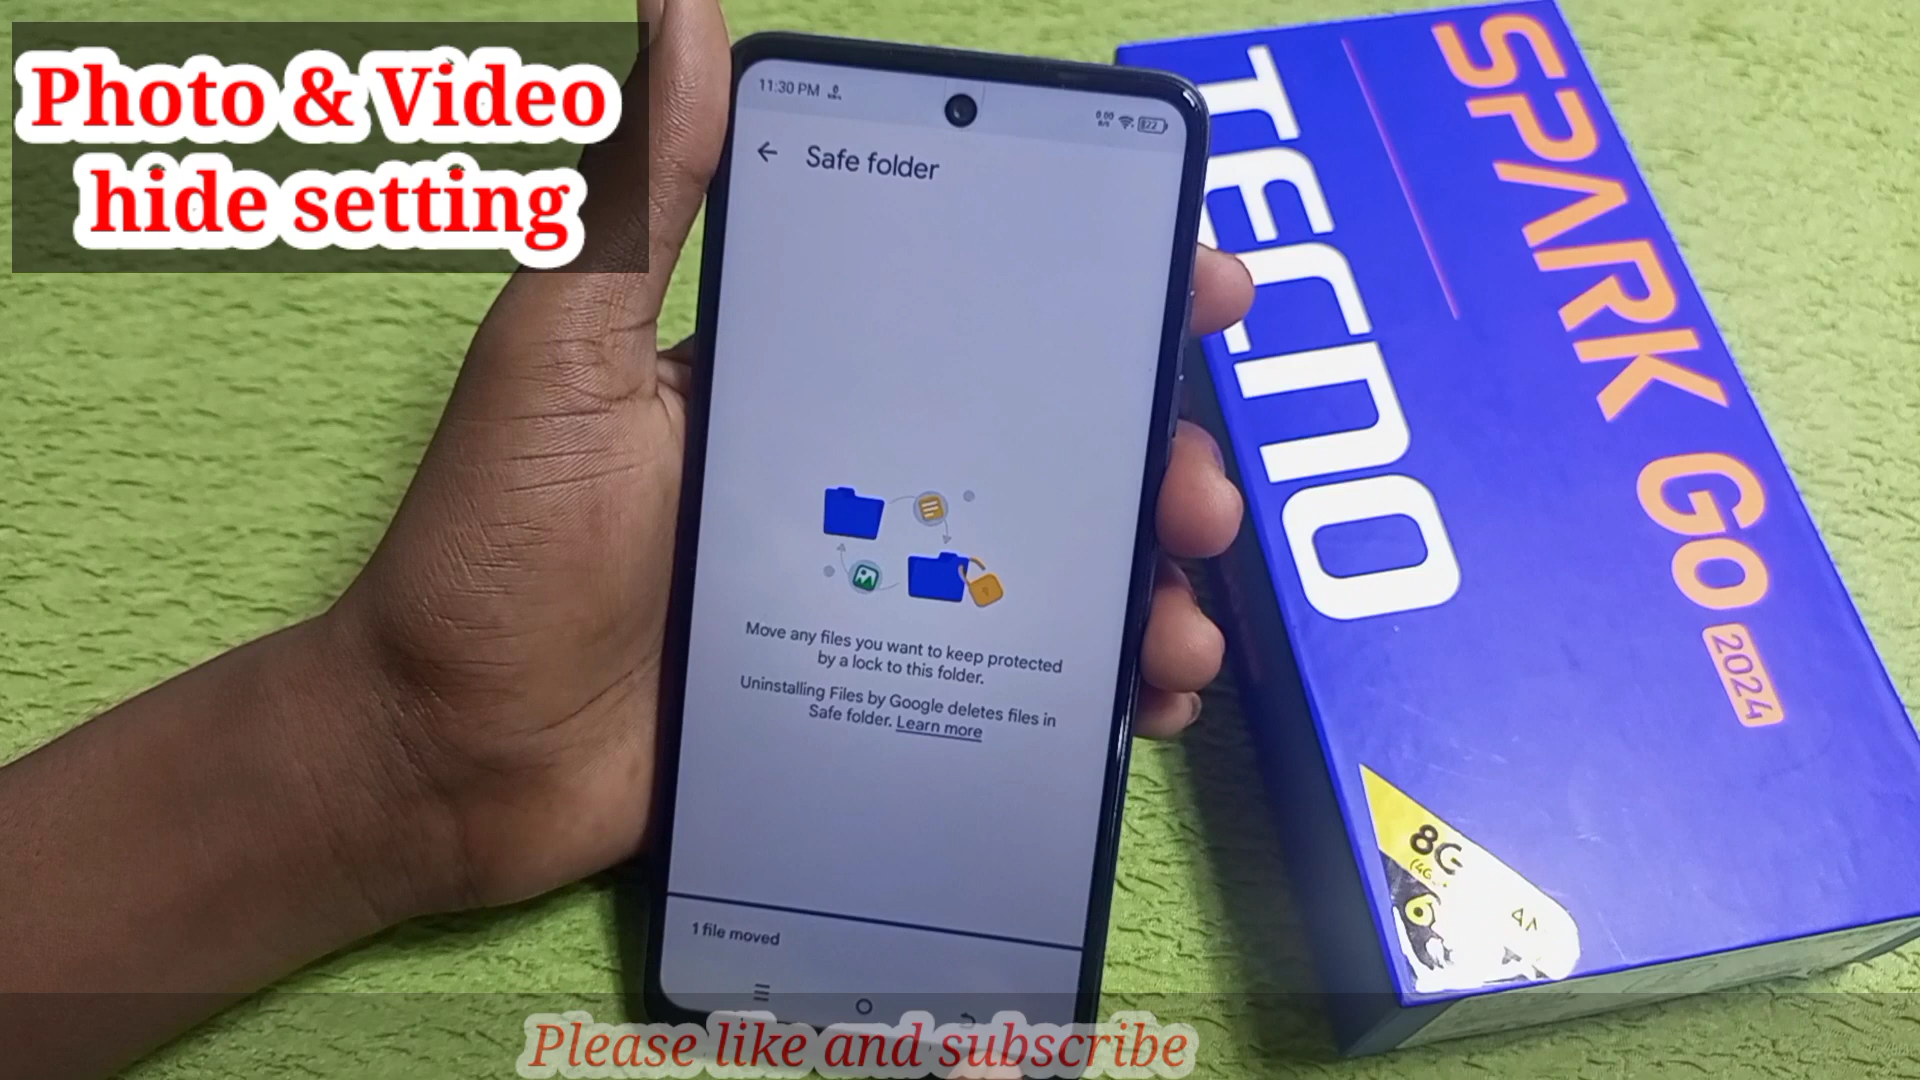 Photo & Video
hide setting
11:30 PM
Safe folder
Move any files you want to keep protected
by a lock to this folder.
Uninstalling Files by Google deletes files in
Safe folder. Learn more
1 file moved
TECNO
SPARK GO
2024
8G
Please like and subscribe